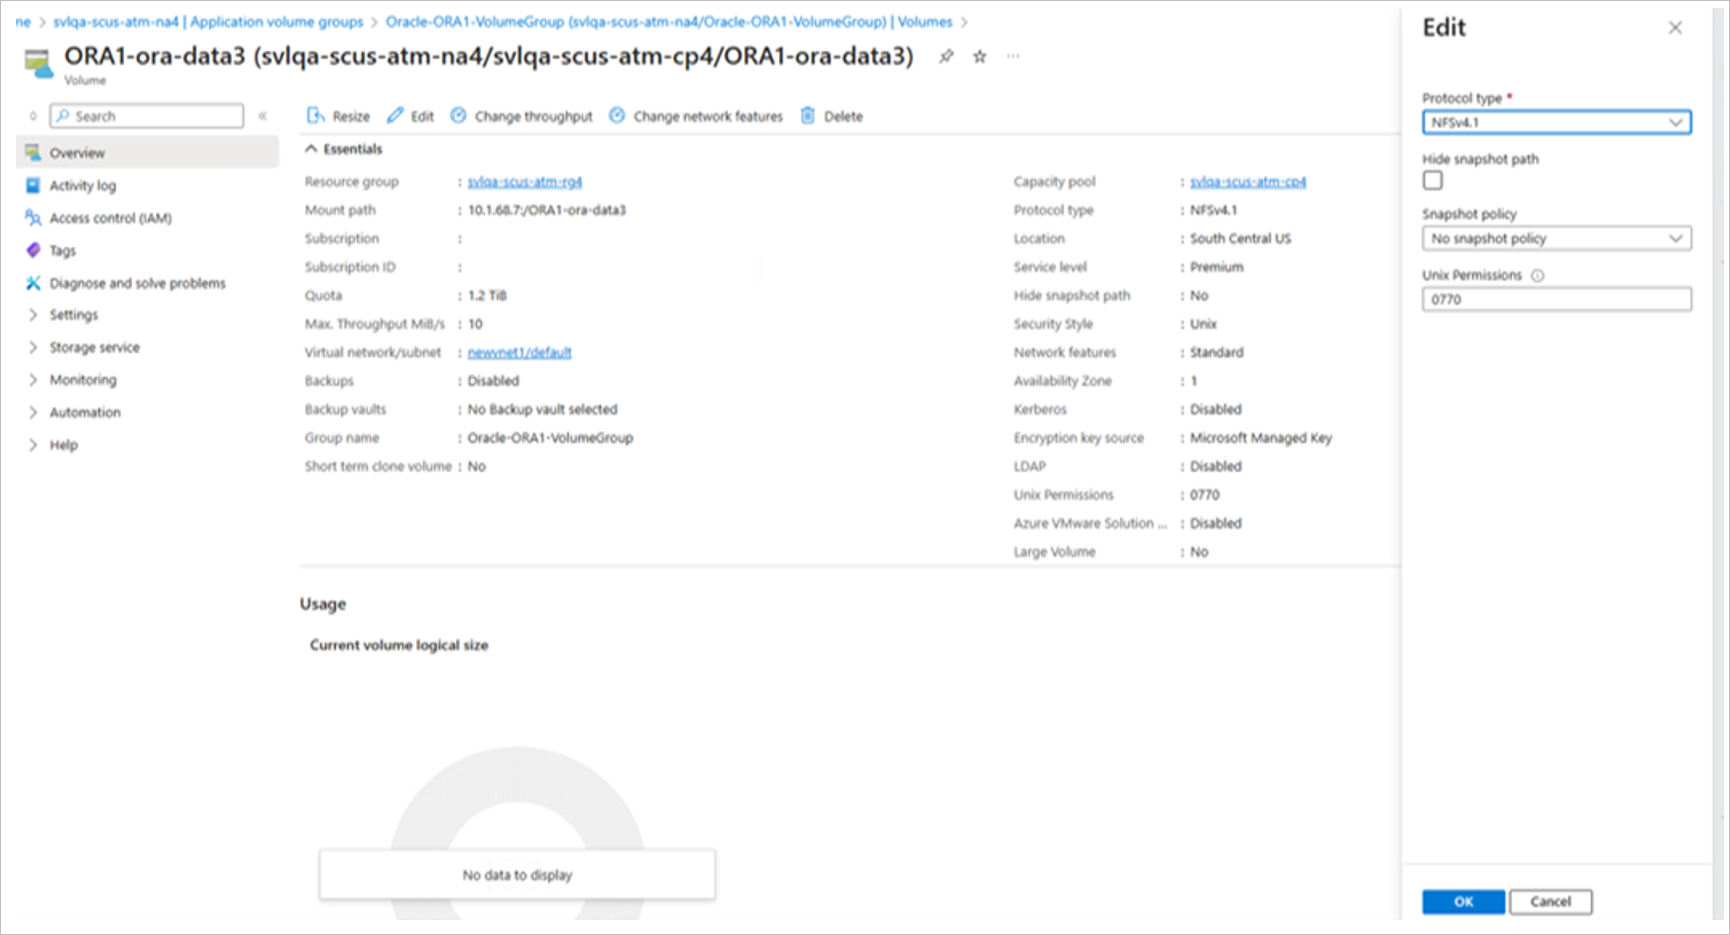 ne > svlqa-scus-atm-na4 | Application volume groups > Oracle-ORA1-VolumeGroup (svlqa-scus-atm-na4/Oracle-ORA1-VolumeGroup) | Volumes >
ORA1-ora-data3 (svlqa-scus-atm-na4/svlqa-scus-atm-cp4/ORA1-ora-data3)
Volume
Search
Overview
Activity log
Access control (IAM)
Tags
Diagnose and solve problems
Settings
Storage service
Monitoring
Automation
Help
Resize Edit Change throughput Change network features Delete
Essentials
Resource group : svlqa-scus-atm-rg4
Mount path : 10.1.68.7:/ORA1-ora-data3
Subscription :
Subscription ID :
Quota : 1.2 TiB
Max. Throughput MiB/s : 10
Virtual network/subnet : newvnet1/default
Backups : Disabled
Backup vaults : No Backup vault selected
Group name : Oracle-ORA1-VolumeGroup
Short term clone volume : No
Capacity pool : svlqa-scus-atm-cp4
Protocol type : NFSv4.1
Location : South Central US
Service level : Premium
Hide snapshot path : No
Security Style : Unix
Network features : Standard
Availability Zone : 1
Kerberos : Disabled
Encryption key source : Microsoft Managed Key
LDAP : Disabled
Unix Permissions : 0770
Azure VMware Solution ... : Disabled
Large Volume : No
Usage
Current volume logical size
No data to display
Edit
Protocol type *
NFSv4.1
Hide snapshot path
Snapshot policy
No snapshot policy
Unix Permissions
0770
OK Cancel